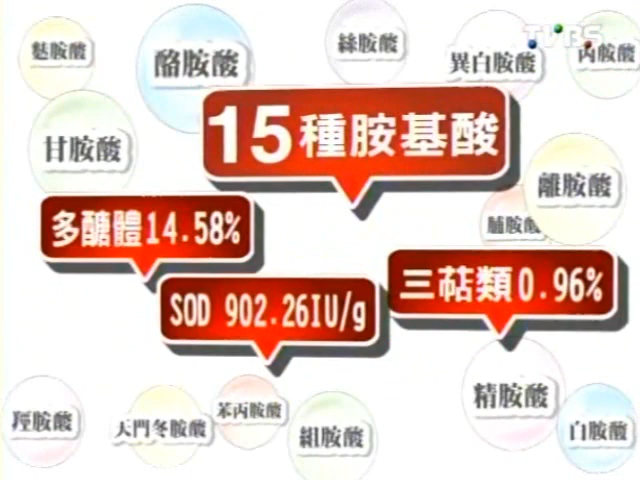 TVBS
麩胺酸
酪胺酸
絲胺酸
異白胺酸
丙胺酸
甘胺酸
15種胺基酸
離胺酸
脯胺酸
多醣體14.58%
SOD 902.26IU/g
三萜類0.96%
羥胺酸
天門冬胺酸
苯丙胺酸
組胺酸
精胺酸
白胺酸